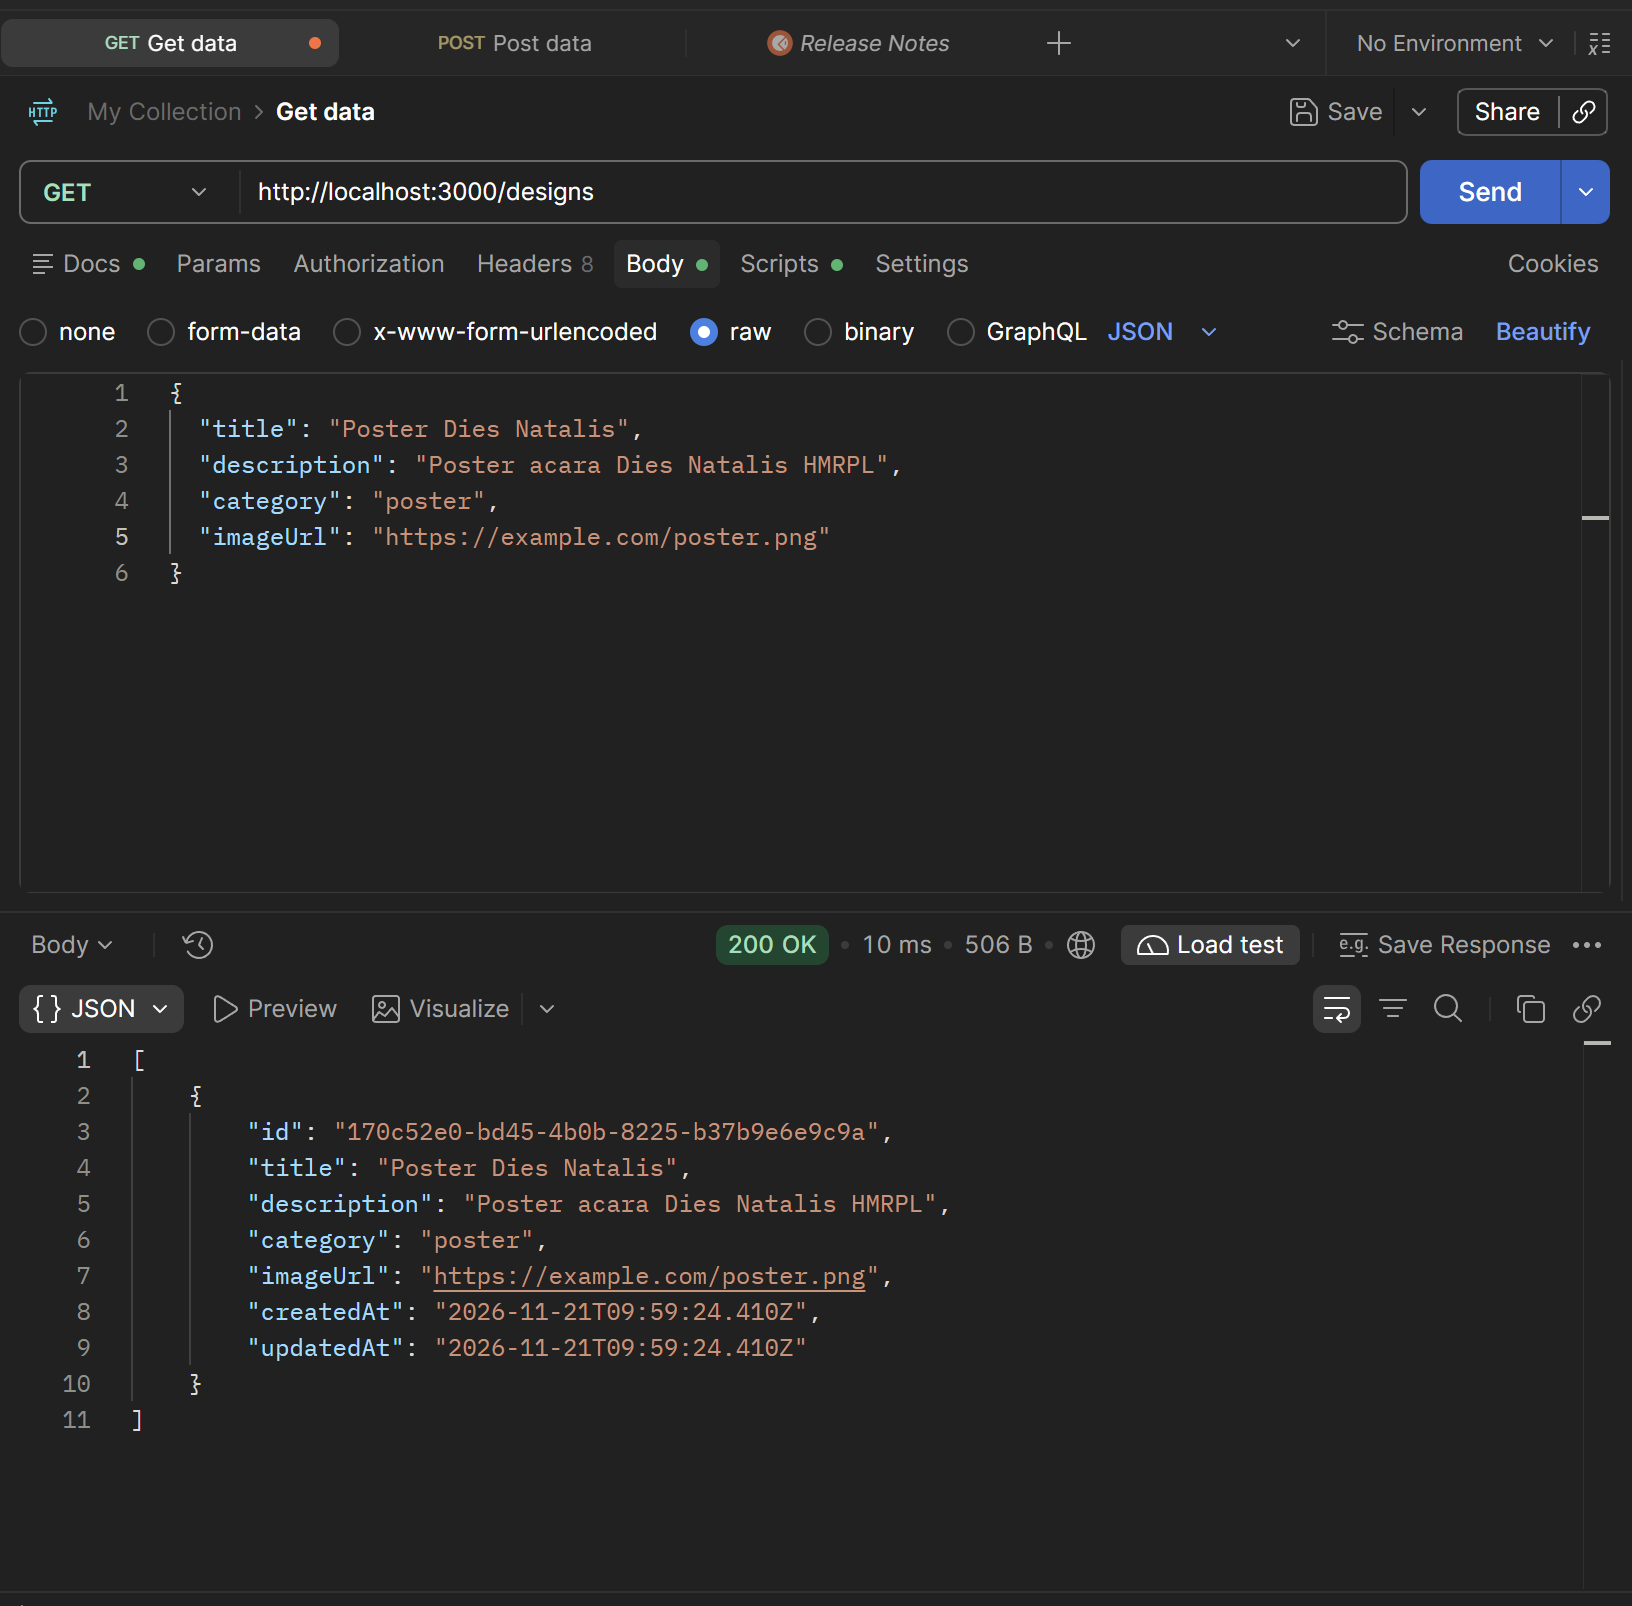 GET Get data POST Post data Release Notes No Environment
HTTP My Collection > Get data Save Share
GET http://localhost:3000/designs Send
Docs Params Authorization Headers 8 Body Scripts Settings Cookies
none form-data x-www-form-urlencoded raw binary GraphQL JSON Schema Beautify
1 {
2 "title": "Poster Dies Natalis",
3 "description": "Poster acara Dies Natalis HMRPL",
4 "category": "poster",
5 "imageUrl": "https://example.com/poster.png"
6 }
Body 200 OK • 10 ms • 506 B • Load test e.g. Save Response
{} JSON Preview Visualize
1 [
2 {
3 "id": "170c52e0-bd45-4b0b-8225-b37b9e6e9c9a",
4 "title": "Poster Dies Natalis",
5 "description": "Poster acara Dies Natalis HMRPL",
6 "category": "poster",
7 "imageUrl": "https://example.com/poster.png",
8 "createdAt": "2026-11-21T09:59:24.410Z",
9 "updatedAt": "2026-11-21T09:59:24.410Z"
10 }
11 ]